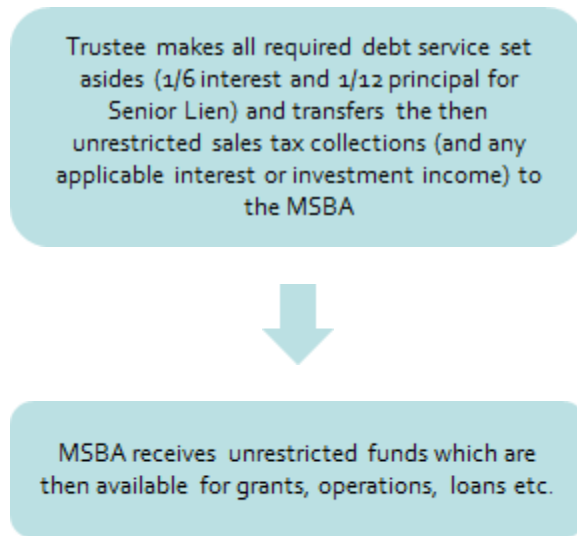 Trustee makes all required debt service set
asides (1/6 interest and 1/12 principal for
Senior Lien) and transfers the then
unrestricted sales tax collections (and any
applicable interest or investment income) to
the MSBA
MSBA receives unrestricted funds which are
then available for grants, operations, loans etc.